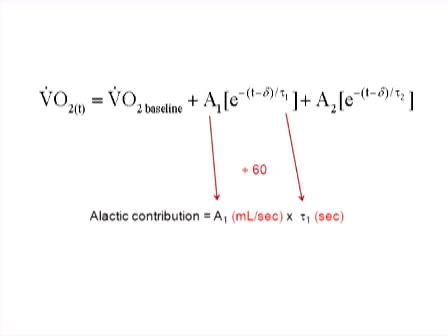 V̇O₂₍ₜ₎ = V̇O₂ baseline + A₁[e^−(t−δ)/τ₁] + A₂[e^−(t−δ)/τ₂]
÷ 60
Alactic contribution = A₁ (mL/sec) x τ₁ (sec)